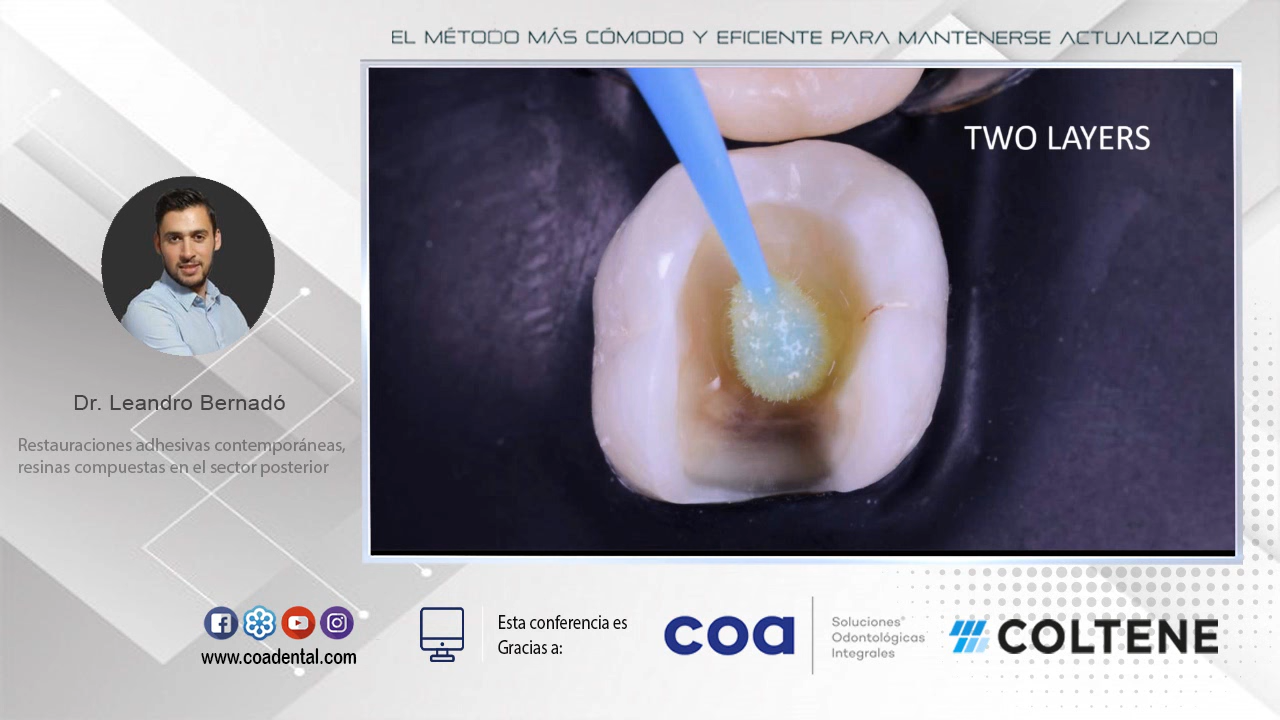 EL MÉTODO MÁS CÓMODO Y EFICIENTE PARA MANTENERSE ACTUALIZADO
TWO LAYERS
Dr. Leandro Bernadó
Restauraciones adhesivas contemporáneas,
resinas compuestas en el sector posterior
www.coadental.com
Esta conferencia es
Gracias a:
coa
Soluciones®
Odontológicas
Integrales
COLTENE